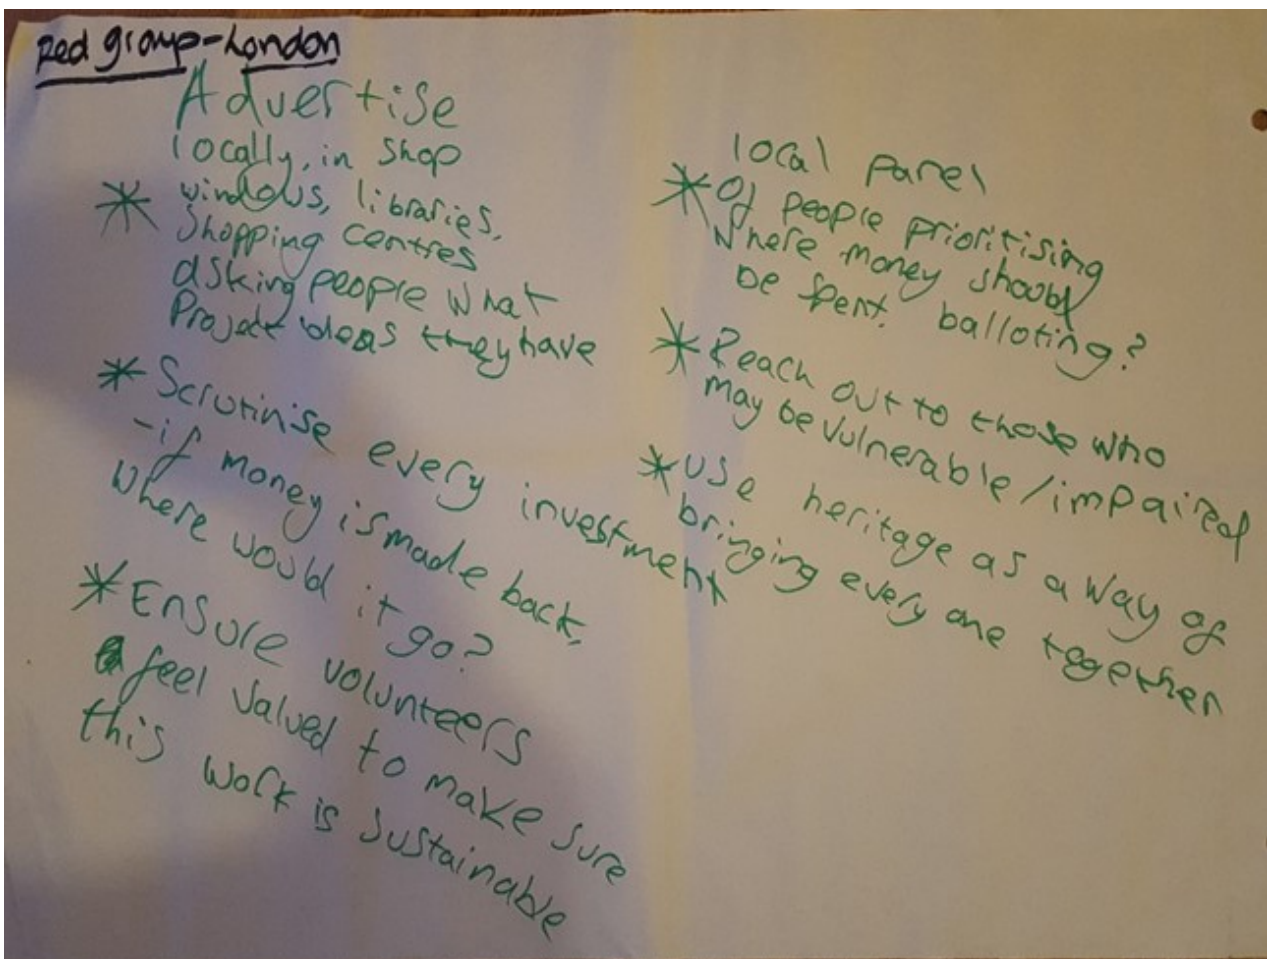 Red group - London
Advertise
locally, in shop
* windows, libraries,
shopping centres
asking people what
Project ideas they have
* Scrutinise every investment
- if money is made back,
where would it go?
* Ensure volunteers
feel valued to make sure
this work is sustainable
local panel
* Of people prioritising
where money should
be spent. balloting?
* Reach out to those who
may be vulnerable/impaired
* use heritage as a way of
bringing every one together